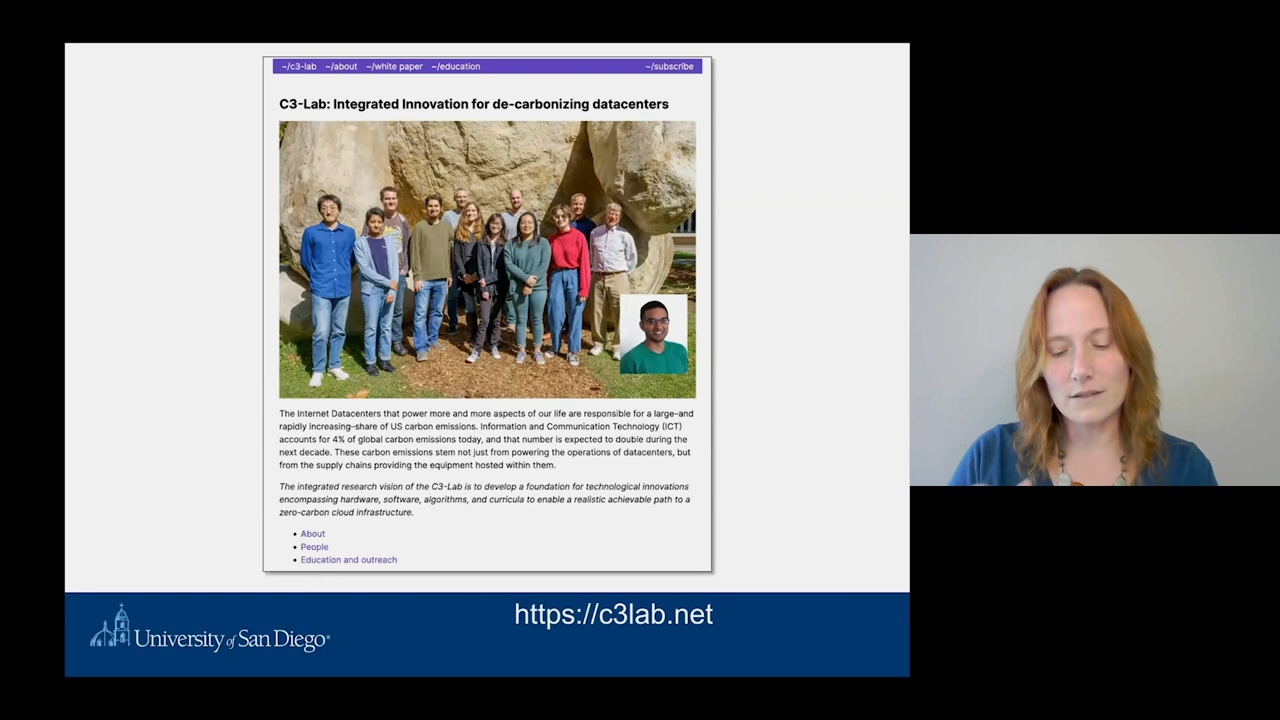 ~/c3-lab ~/about ~/white paper ~/education ~/subscribe
C3-Lab: Integrated Innovation for de-carbonizing datacenters
The Internet Datacenters that power more and more aspects of our life are responsible for a large–and
rapidly increasing–share of US carbon emissions. Information and Communication Technology (ICT)
accounts for 4% of global carbon emissions today, and that number is expected to double during the
next decade. These carbon emissions stem not just from powering the operations of datacenters, but
from the supply chains providing the equipment hosted within them.
The integrated research vision of the C3-Lab is to develop a foundation for technological innovations
encompassing hardware, software, algorithms, and curricula to enable a realistic achievable path to a
zero-carbon cloud infrastructure.
• About
• People
• Education and outreach
https://c3lab.net
University of San Diego®